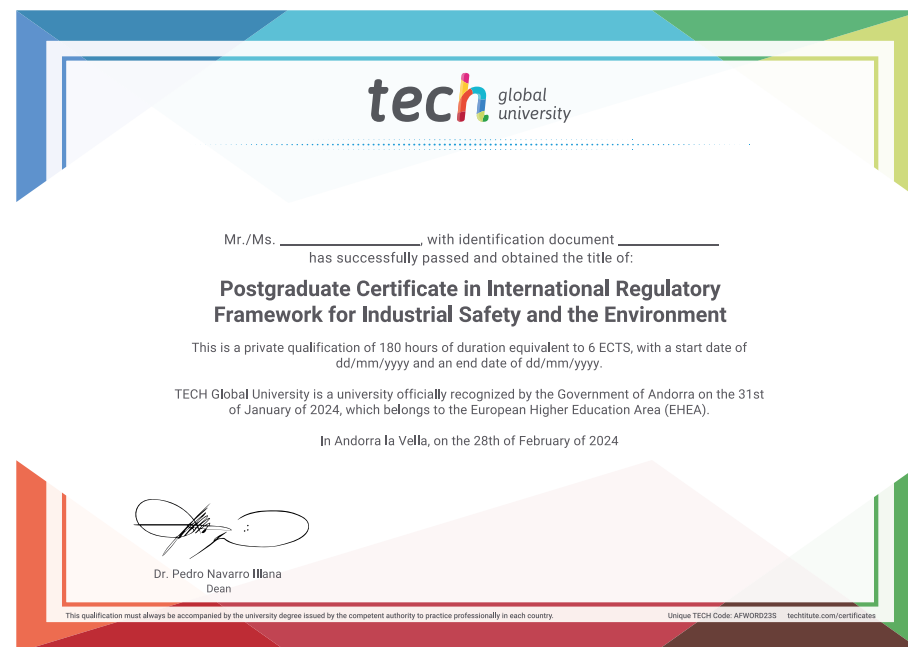 tech global
university
Mr./Ms. ____________, with identification document ____________
has successfully passed and obtained the title of:
Postgraduate Certificate in International Regulatory
Framework for Industrial Safety and the Environment
This is a private qualification of 180 hours of duration equivalent to 6 ECTS, with a start date of
dd/mm/yyyy and an end date of dd/mm/yyyy.
TECH Global University is a university officially recognized by the Government of Andorra on the 31st
of January of 2024, which belongs to the European Higher Education Area (EHEA).
In Andorra la Vella, on the 28th of February of 2024
Dr. Pedro Navarro Illana
Dean
This qualification must always be accompanied by the university degree issued by the competent authority to practice professionally in each country.
Unique TECH Code: AFWORD23S techtitute.com/certificates